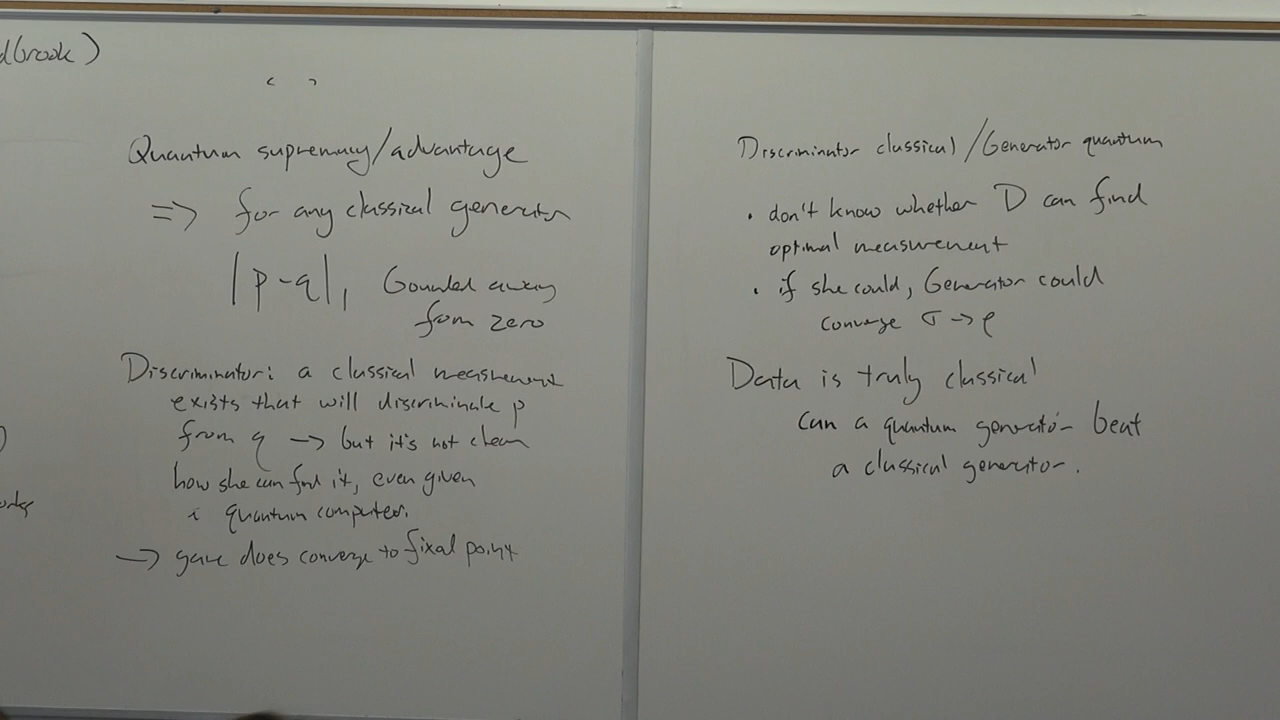 dbrook)
Quantum supremacy/advantage
=> for any classical generator
|p-q|₁ bounded away
from zero
Discriminator: a classical measurement
exists that will discriminate p
from q → but it's not clear
how she can find it, even given
a quantum computer.
→ game does converge to fixed point
Discriminator classical/Generator quantum
• don't know whether D can find
optimal measurement
• if she could, Generator could
converge σ → ρ
Data is truly classical
can a quantum generator beat
a classical generator.